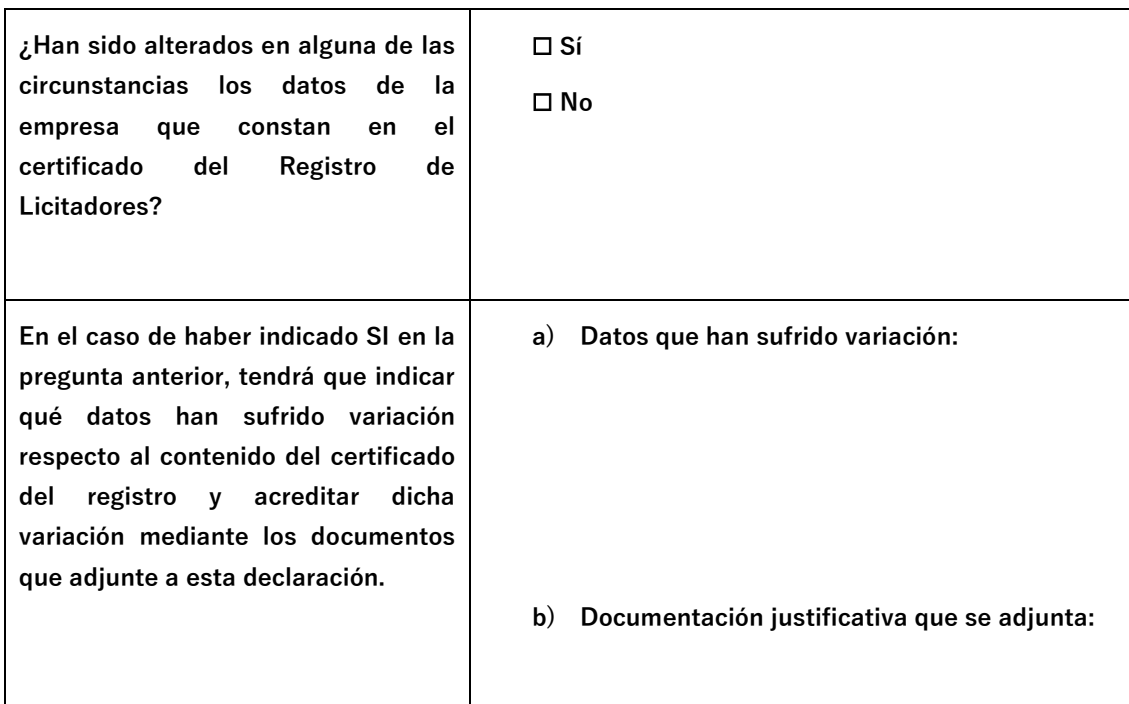 ¿Han sido alterados en alguna de las
circunstancias los datos de la
empresa que constan en el
certificado del Registro de
Licitadores?
☐ Sí
☐ No
En el caso de haber indicado SI en la
pregunta anterior, tendrá que indicar
qué datos han sufrido variación
respecto al contenido del certificado
del registro y acreditar dicha
variación mediante los documentos
que adjunte a esta declaración.
a) Datos que han sufrido variación:
b) Documentación justificativa que se adjunta: